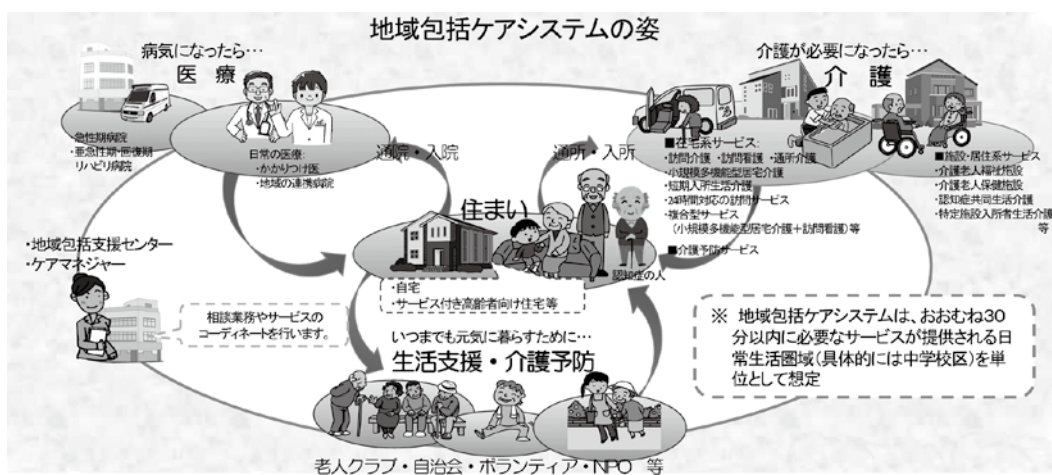 地域包括ケアシステムの姿
病気になったら…
医 療
介護が必要になったら…
介 護
・急性期病院
・亜急性期・回復期
リハビリ病院
日常の医療:
・かかりつけ医
・地域の連携病院
通院・入院
通所・入所
■在宅系サービス:
・訪問介護 ・訪問看護 ・通所介護
・小規模多機能型居宅介護
・短期入所生活介護
・24時間対応の訪問サービス
・複合型サービス
(小規模多機能型居宅介護+訪問看護)等
■介護予防サービス
■施設・居住系サービス
・介護老人福祉施設
・介護老人保健施設
・認知症共同生活介護
・特定施設入所者生活介護
等
住まい
認知症の人
・自宅
・サービス付き高齢者向け住宅等
・地域包括支援センター
・ケアマネジャー
相談業務やサービスの
コーディネートを行います。
いつまでも元気に暮らすために…
生活支援・介護予防
※ 地域包括ケアシステムは、おおむね30
分以内に必要なサービスが提供される日
常生活圏域(具体的には中学校区)を単
位として想定
老人クラブ・自治会・ボランティア・NPO 等